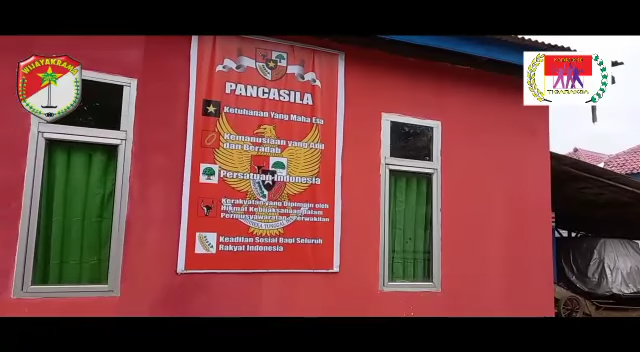 WIJAYAKRAMA
PANCASILA
Ketuhanan Yang Maha Esa
Kemanusiaan yang Adil
dan Beradab
Persatuan Indonesia
Kerakyatan yang Dipimpin oleh
Hikmat Kebijaksanaan dalam
Permusyawaratan / Perwakilan
Keadilan Sosial Bagi Seluruh
Rakyat Indonesia